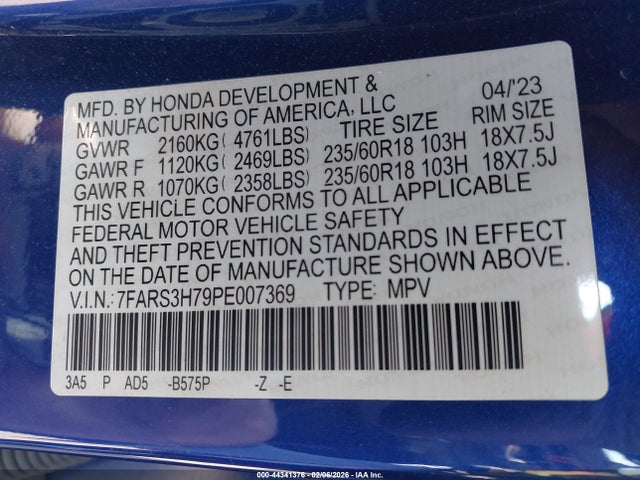 MFD. BY HONDA DEVELOPMENT & 04/'23
MANUFACTURING OF AMERICA, LLC
GVWR 2160KG( 4761LBS) TIRE SIZE RIM SIZE
GAWR F 1120KG( 2469LBS) 235/60R18 103H 18X7.5J
GAWR R 1070KG( 2358LBS) 235/60R18 103H 18X7.5J
THIS VEHICLE CONFORMS TO ALL APPLICABLE
FEDERAL MOTOR VEHICLE SAFETY
AND THEFT PREVENTION STANDARDS IN EFFECT
ON THE DATE OF MANUFACTURE SHOWN ABOVE.
V.I.N.:7FARS3H79PE007369 TYPE: MPV
3A5 P AD5 -B575P -Z -E
000-44341376 - 02/06/2026 - IAA Inc.